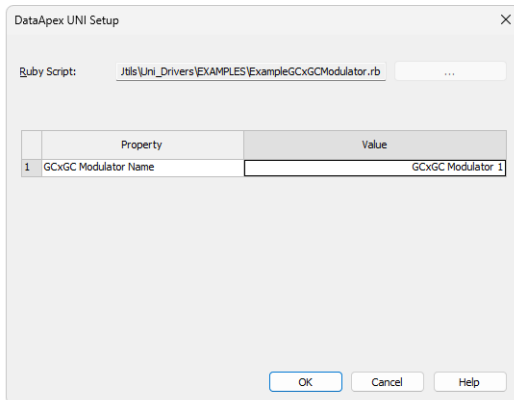 DataApex UNI Setup
Ruby Script: Jtils\Uni_Drivers\EXAMPLES\ExampleGCxGCModulator.rb ...
Property Value
1 GCxGC Modulator Name GCxGC Modulator 1
OK Cancel Help